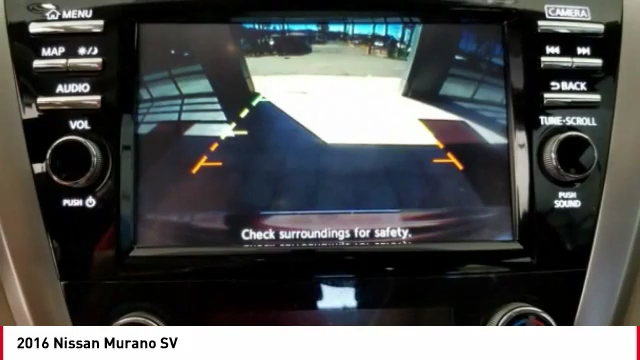 MENU
CAMERA
MAP
AUDIO
BACK
VOL
TUNE·SCROLL
PUSH
PUSH
SOUND
Check surroundings for safety.
2016 Nissan Murano SV